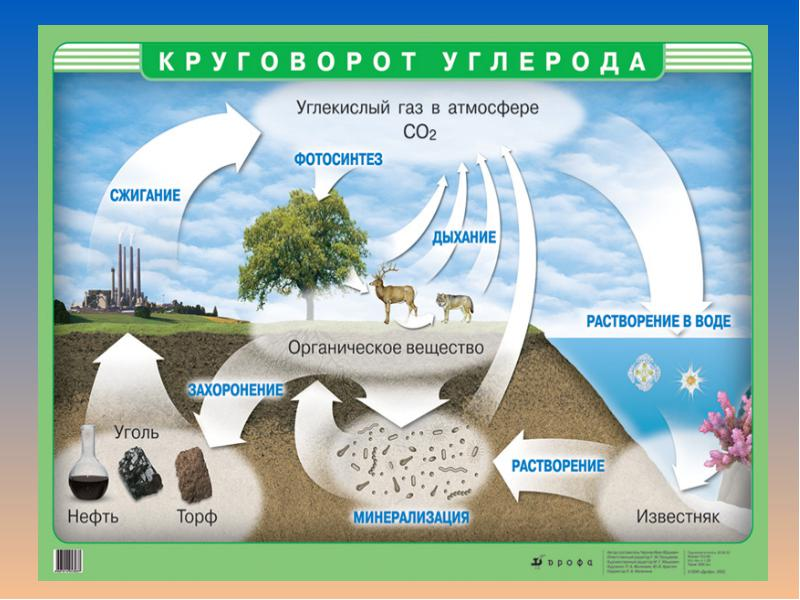 КРУГОВОРОТ УГЛЕРОДА
Углекислый газ в атмосфере
CO2
ФОТОСИНТЕЗ
СЖИГАНИЕ
ДЫХАНИЕ
РАСТВОРЕНИЕ В ВОДЕ
Органическое вещество
ЗАХОРОНЕНИЕ
Уголь
РАСТВОРЕНИЕ
Нефть
Торф
МИНЕРАЛИЗАЦИЯ
Известняк
дрофа